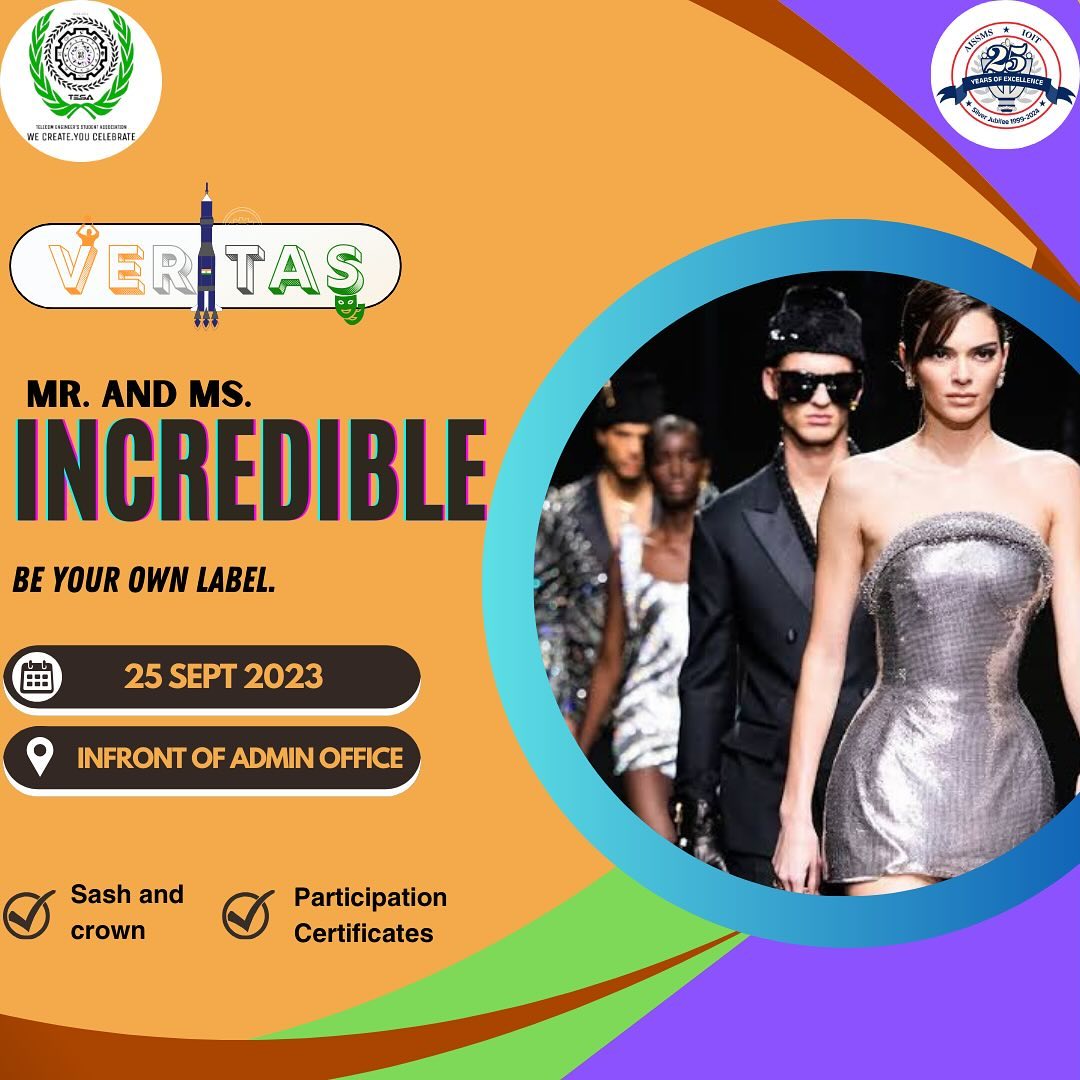 TESA
TELECOM ENGINEER'S STUDENT ASSOCIATION
WE CREATE.YOU CELEBRATE
AISSMS ★ IOIT
25
YEARS OF EXCELLENCE
Silver Jubilee 1999-2024
VERITAS
MR. AND MS.
INCREDIBLE
BE YOUR OWN LABEL.
25 SEPT 2023
INFRONT OF ADMIN OFFICE
Sash and
crown
Participation
Certificates